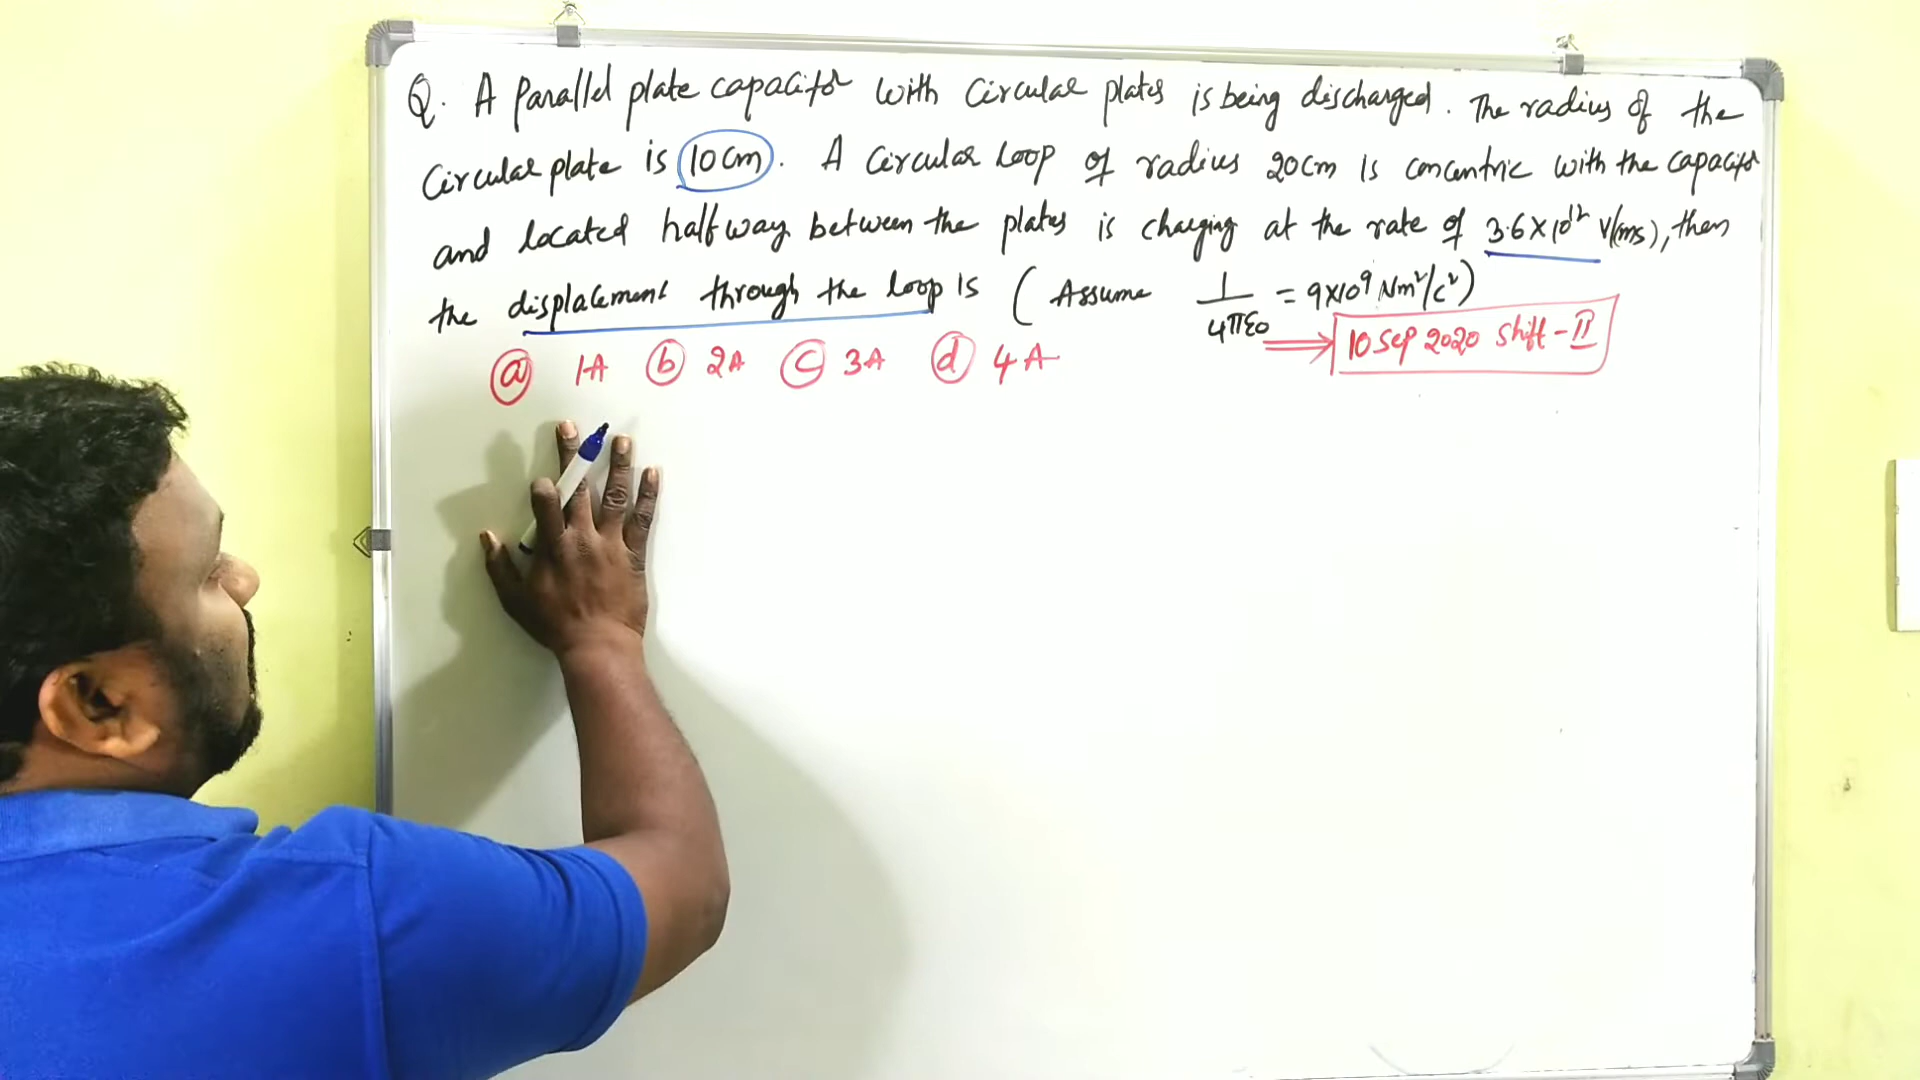 Q. A Parallel plate capacitor with Circular plates is being discharged. The radius of the
Circular plate is 10cm. A Circular Loop of radius 20cm is concentric with the capacitor
and located halfway between the plates is charging at the rate of 3.6×10¹² V/(ms), then
the displacement through the loop is ( Assume 1/4πε₀ = 9×10⁹ Nm²/c²)
→ 10 Sep 2020 Shift-II
(a) 1A (b) 2A (c) 3A (d) 4A